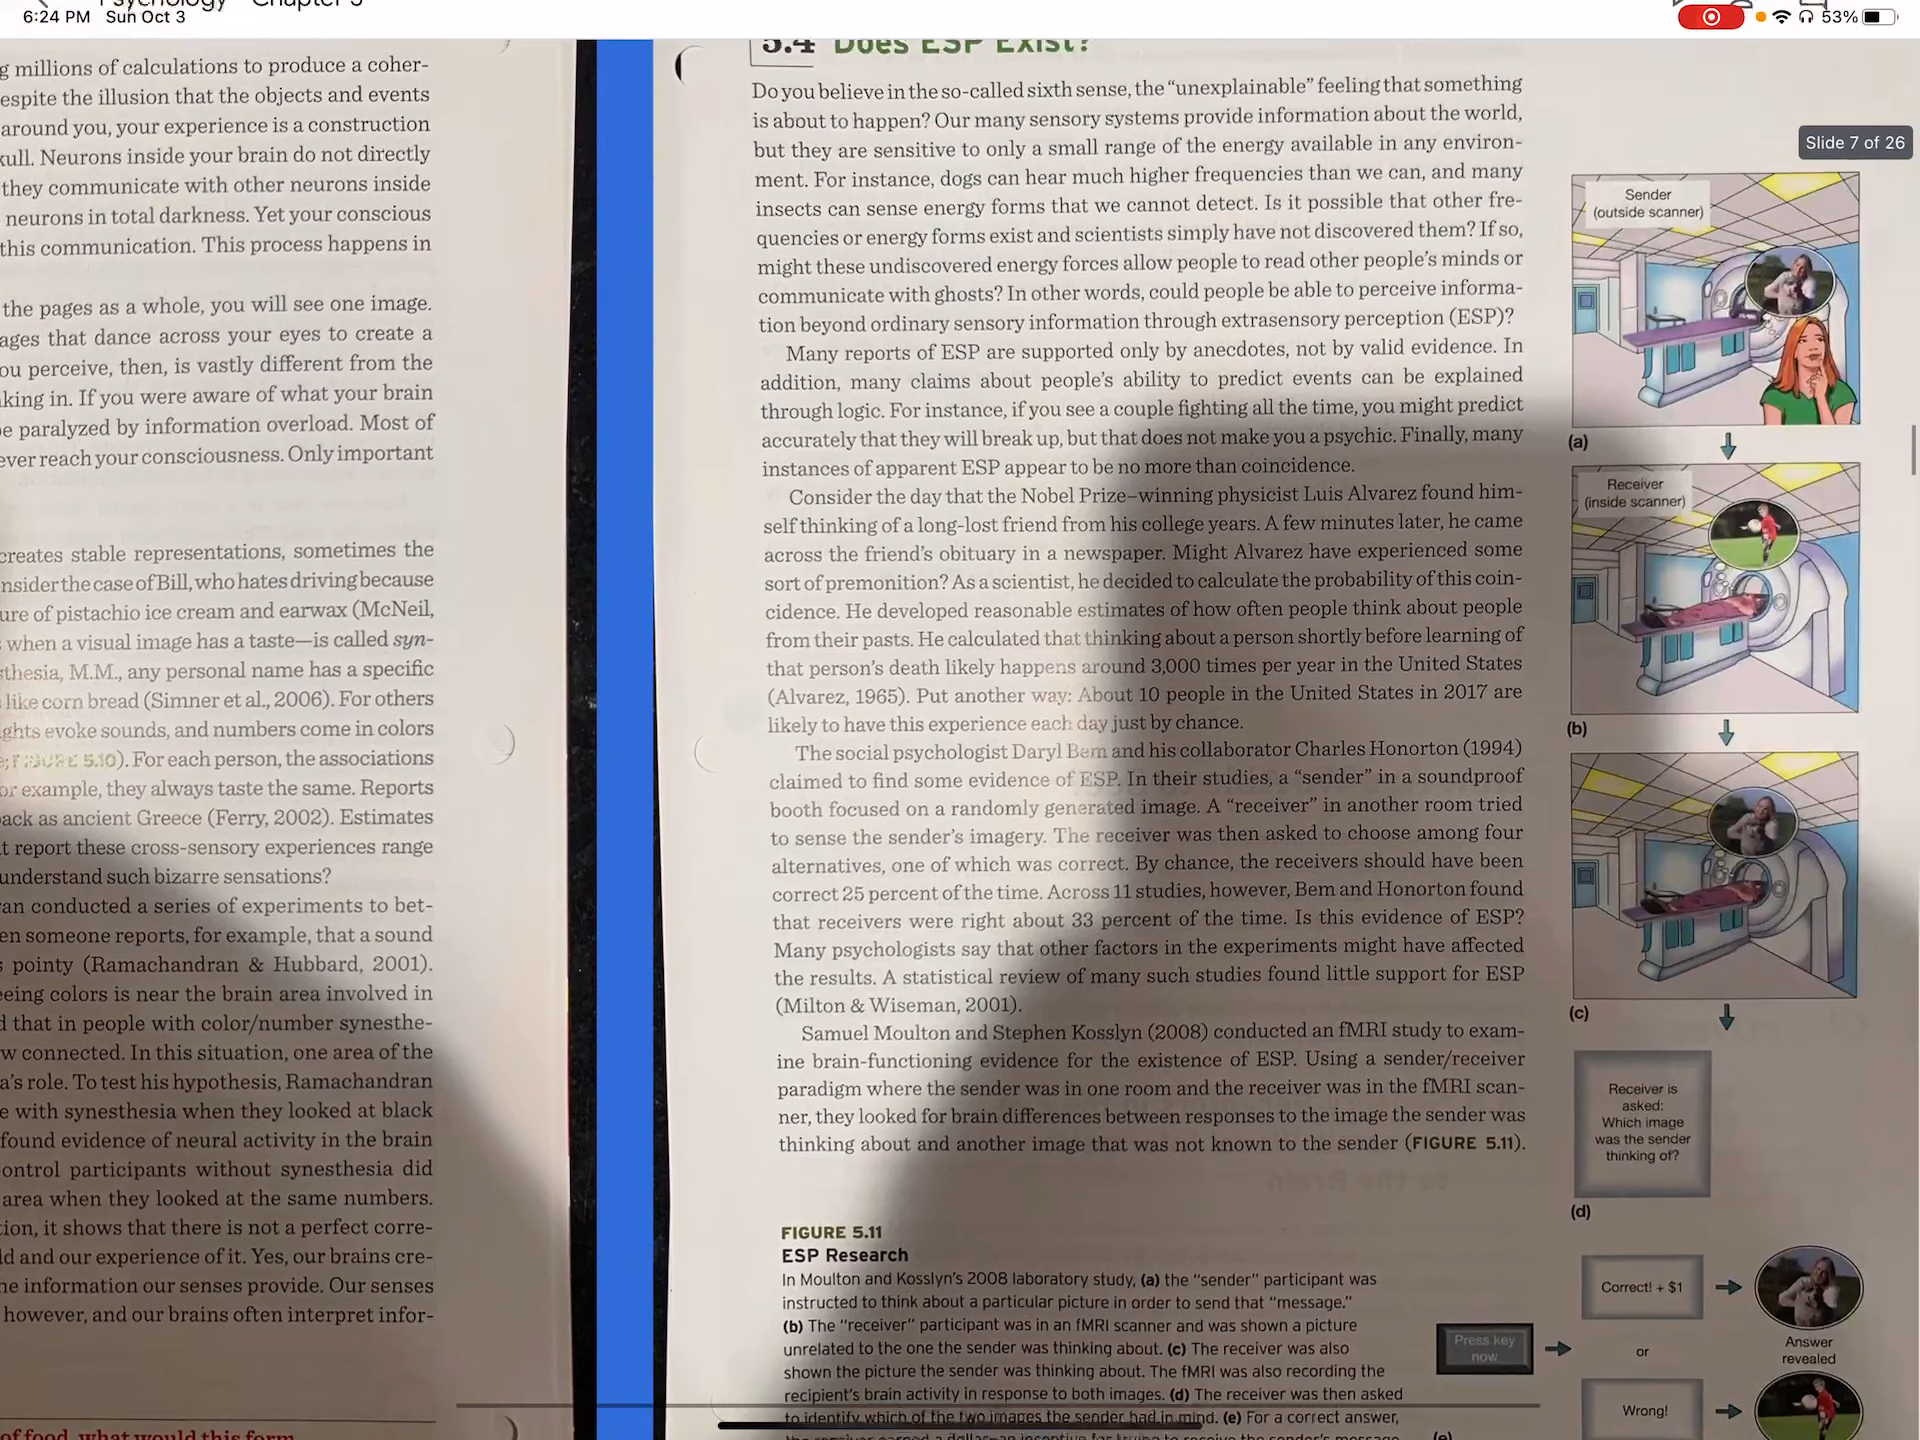 6:24 PM Sun Oct 3
53%
Slide 7 of 26
g millions of calculations to produce a coher-
espite the illusion that the objects and events
around you, your experience is a construction
kull. Neurons inside your brain do not directly
they communicate with other neurons inside
neurons in total darkness. Yet your conscious
this communication. This process happens in
the pages as a whole, you will see one image.
ages that dance across your eyes to create a
ou perceive, then, is vastly different from the
aking in. If you were aware of what your brain
be paralyzed by information overload. Most of
ever reach your consciousness. Only important
creates stable representations, sometimes the
nsider the case of Bill, who hates driving because
ure of pistachio ice cream and earwax (McNeil,
when a visual image has a taste—is called syn-
sthesia, M.M., any personal name has a specific
like corn bread (Simner et al., 2006). For others
ghts evoke sounds, and numbers come in colors
e; FIGURE 5.10). For each person, the associations
or example, they always taste the same. Reports
back as ancient Greece (Ferry, 2002). Estimates
t report these cross-sensory experiences range
understand such bizarre sensations?
an conducted a series of experiments to bet-
en someone reports, for example, that a sound
s pointy (Ramachandran & Hubbard, 2001).
eeing colors is near the brain area involved in
d that in people with color/number synesthe-
w connected. In this situation, one area of the
a's role. To test his hypothesis, Ramachandran
e with synesthesia when they looked at black
found evidence of neural activity in the brain
ontrol participants without synesthesia did
area when they looked at the same numbers.
tion, it shows that there is not a perfect corre-
ld and our experience of it. Yes, our brains cre-
he information our senses provide. Our senses
however, and our brains often interpret infor-
of food, what would this form
5.4 Does ESP Exist?
Do you believe in the so-called sixth sense, the “unexplainable” feeling that something
is about to happen? Our many sensory systems provide information about the world,
but they are sensitive to only a small range of the energy available in any environ-
ment. For instance, dogs can hear much higher frequencies than we can, and many
insects can sense energy forms that we cannot detect. Is it possible that other fre-
quencies or energy forms exist and scientists simply have not discovered them? If so,
might these undiscovered energy forces allow people to read other people's minds or
communicate with ghosts? In other words, could people be able to perceive informa-
tion beyond ordinary sensory information through extrasensory perception (ESP)?
Many reports of ESP are supported only by anecdotes, not by valid evidence. In
addition, many claims about people's ability to predict events can be explained
through logic. For instance, if you see a couple fighting all the time, you might predict
accurately that they will break up, but that does not make you a psychic. Finally, many
instances of apparent ESP appear to be no more than coincidence.
Consider the day that the Nobel Prize–winning physicist Luis Alvarez found him-
self thinking of a long-lost friend from his college years. A few minutes later, he came
across the friend's obituary in a newspaper. Might Alvarez have experienced some
sort of premonition? As a scientist, he decided to calculate the probability of this coin-
cidence. He developed reasonable estimates of how often people think about people
from their pasts. He calculated that thinking about a person shortly before learning of
that person's death likely happens around 3,000 times per year in the United States
(Alvarez, 1965). Put another way: About 10 people in the United States in 2017 are
likely to have this experience each day just by chance.
The social psychologist Daryl Bem and his collaborator Charles Honorton (1994)
claimed to find some evidence of ESP. In their studies, a “sender” in a soundproof
booth focused on a randomly generated image. A “receiver” in another room tried
to sense the sender's imagery. The receiver was then asked to choose among four
alternatives, one of which was correct. By chance, the receivers should have been
correct 25 percent of the time. Across 11 studies, however, Bem and Honorton found
that receivers were right about 33 percent of the time. Is this evidence of ESP?
Many psychologists say that other factors in the experiments might have affected
the results. A statistical review of many such studies found little support for ESP
(Milton & Wiseman, 2001).
Samuel Moulton and Stephen Kosslyn (2008) conducted an fMRI study to exam-
ine brain-functioning evidence for the existence of ESP. Using a sender/receiver
paradigm where the sender was in one room and the receiver was in the fMRI scan-
ner, they looked for brain differences between responses to the image the sender was
thinking about and another image that was not known to the sender (FIGURE 5.11).
FIGURE 5.11
ESP Research
In Moulton and Kosslyn's 2008 laboratory study, (a) the “sender” participant was
instructed to think about a particular picture in order to send that “message.”
(b) The “receiver” participant was in an fMRI scanner and was shown a picture
unrelated to the one the sender was thinking about. (c) The receiver was also
shown the picture the sender was thinking about. The fMRI was also recording the
recipient's brain activity in response to both images. (d) The receiver was then asked
to identify which of the two images the sender had in mind. (e) For a correct answer,
Sender
(outside scanner)
(a)
Receiver
(inside scanner)
(b)
(c)
Receiver is
asked:
Which image
was the sender
thinking of?
(d)
Press key
now
Correct! + $1
or
Wrong!
Answer
revealed
(e)